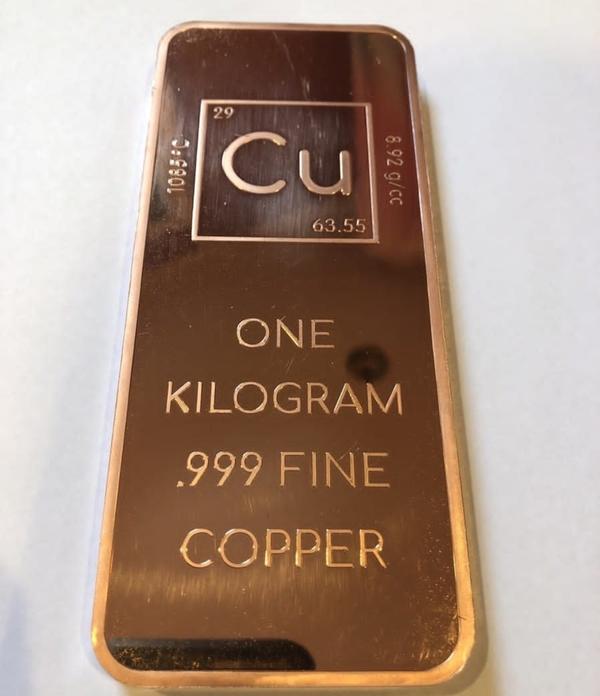 29
Cu
63.55
1085°C
8.92 g/cc
ONE
KILOGRAM
.999 FINE
COPPER